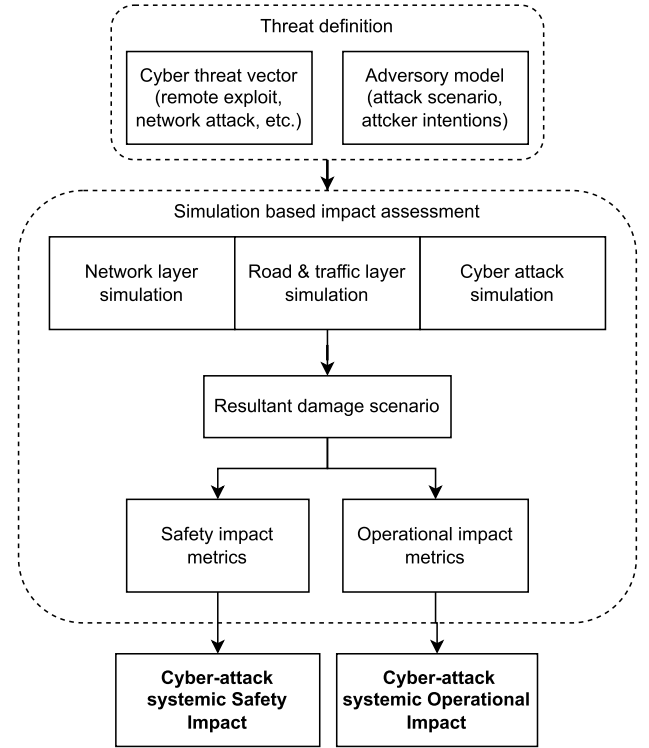 Threat definition
Cyber threat vector
(remote exploit,
network attack, etc.)
Adversory model
(attack scenario,
attcker intentions)
Simulation based impact assessment
Network layer
simulation
Road & traffic layer
simulation
Cyber attack
simulation
Resultant damage scenario
Safety impact
metrics
Operational impact
metrics
Cyber-attack
systemic Safety
Impact
Cyber-attack
systemic Operational
Impact